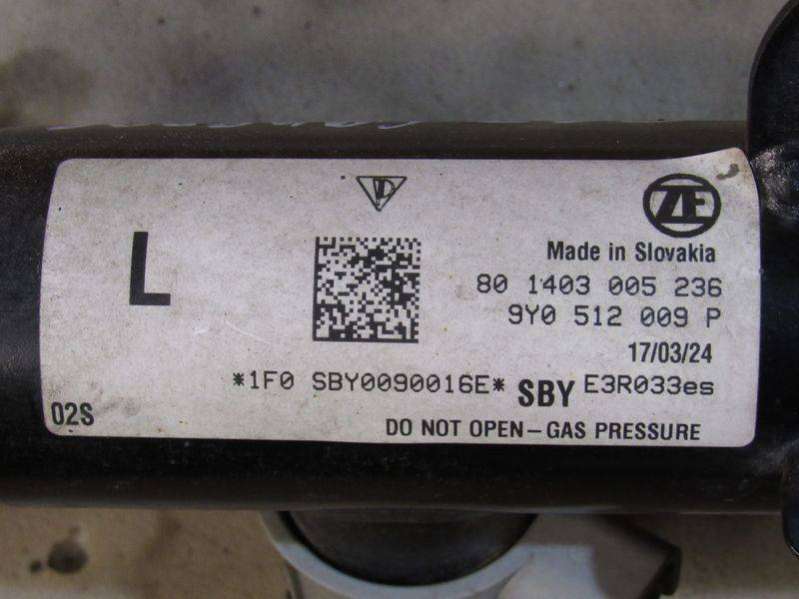 L
ZF
Made in Slovakia
80 1403 005 236
9Y0 512 009 P
17/03/24
*1F0 SBY0090016E* SBY E3R033es
02S
DO NOT OPEN – GAS PRESSURE